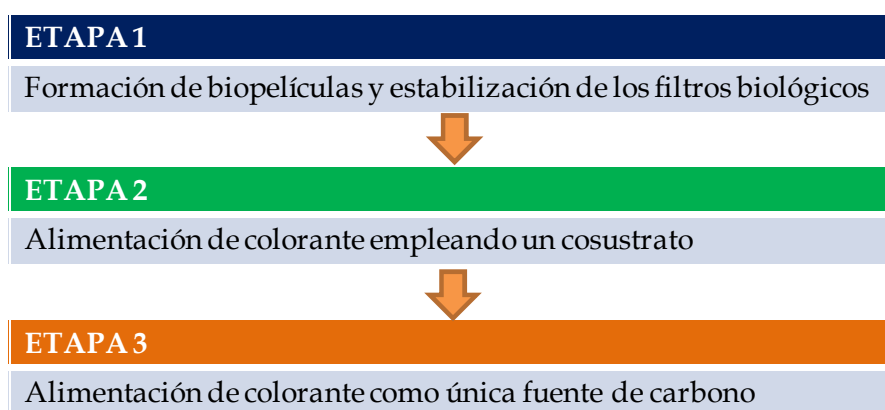 ETAPA 1
Formación de biopelículas y estabilización de los filtros biológicos
ETAPA 2
Alimentación de colorante empleando un cosustrato
ETAPA 3
Alimentación de colorante como única fuente de carbono